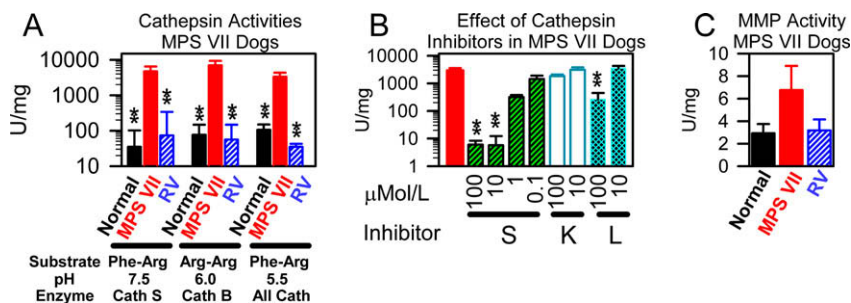 A
Cathepsin Activities
MPS VII Dogs
U/mg
10000
1000
100
10
**
**
**
**
**
**
Normal
MPS VII
RV
Normal
MPS VII
RV
Normal
MPS VII
RV
Substrate Phe-Arg Arg-Arg Phe-Arg
pH 7.5 6.0 5.5
Enzyme Cath S Cath B All Cath
B
Effect of Cathepsin
Inhibitors in MPS VII Dogs
U/mg
10000
1000
100
10
1
**
**
**
μMol/L 100 10 1 0.1 100 10 100 10
Inhibitor S K L
C
MMP Activity
MPS VII Dogs
U/mg
10
8
6
4
2
0
Normal
MPS VII
RV